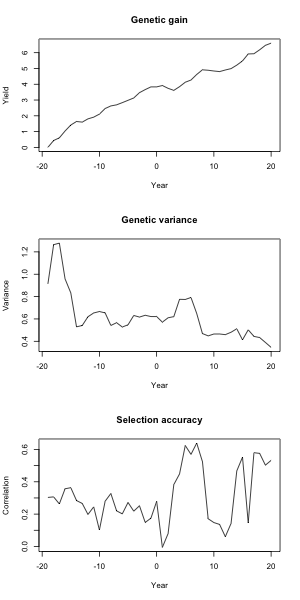 Genetic gain
Yield
6
5
4
3
2
1
0
-20 -10 0 10 20
Year
Genetic variance
Variance
1.2
1.0
0.8
0.6
0.4
-20 -10 0 10 20
Year
Selection accuracy
Correlation
0.6
0.4
0.2
0.0
-20 -10 0 10 20
Year